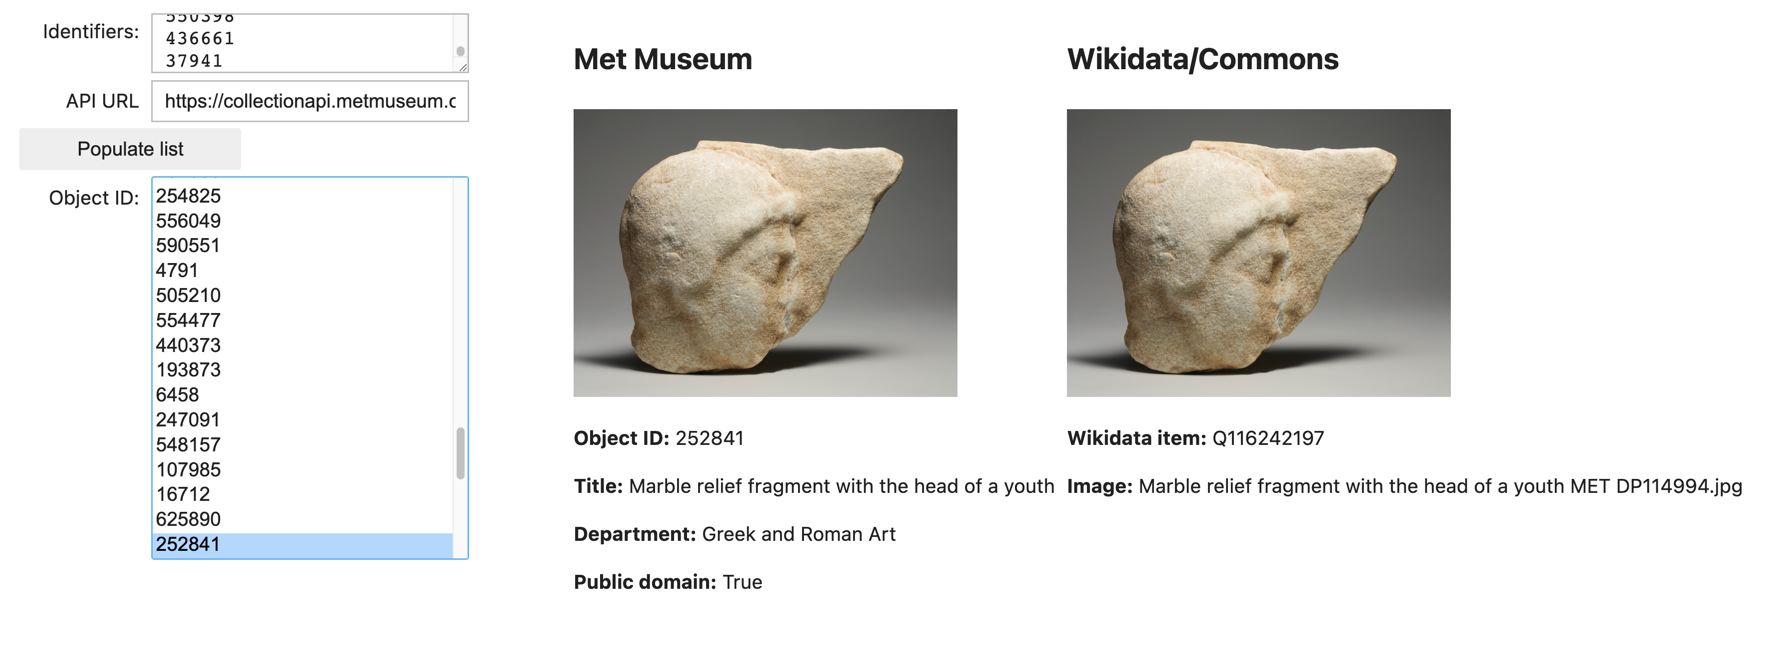 Identifiers:
550398
436661
37941
API URL
https://collectionapi.metmuseum.c
Populate list
Object ID:
254825
556049
590551
4791
505210
554477
440373
193873
6458
247091
548157
107985
16712
625890
252841
Met Museum
Object ID: 252841
Title: Marble relief fragment with the head of a youth
Department: Greek and Roman Art
Public domain: True
Wikidata/Commons
Wikidata item: Q116242197
Image: Marble relief fragment with the head of a youth MET DP114994.jpg